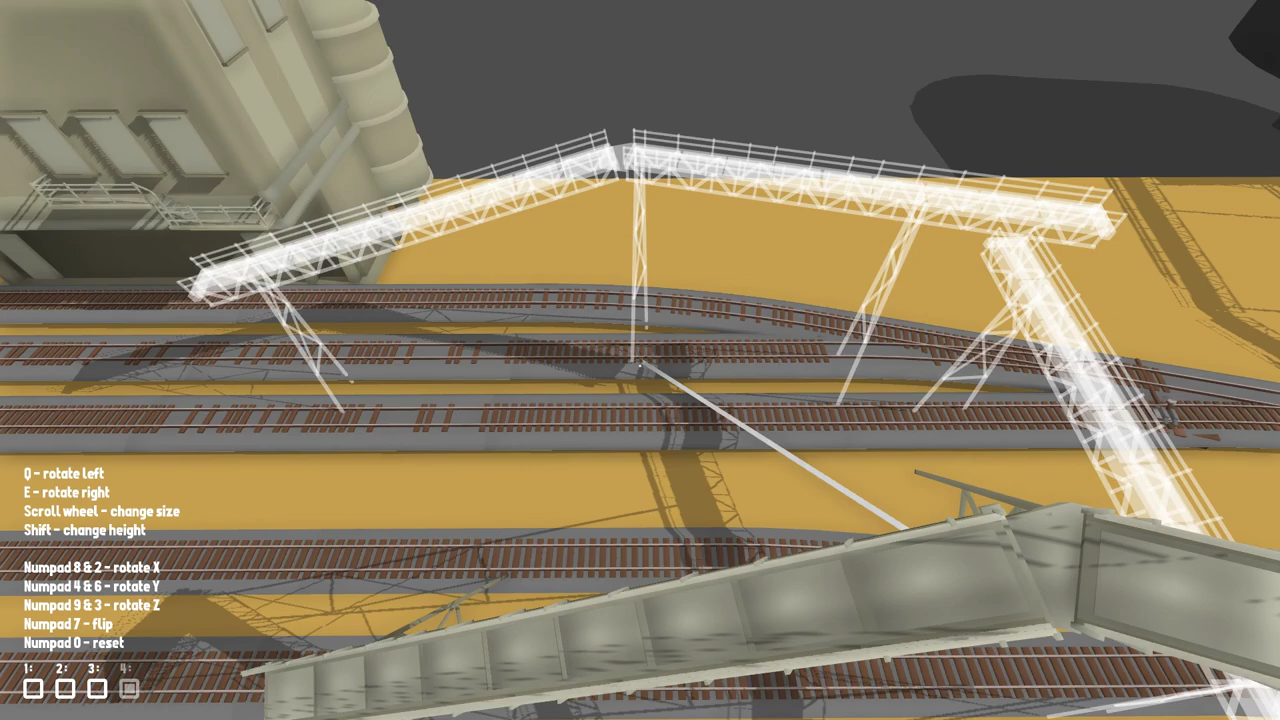 Q - rotate left
E - rotate right
Scroll wheel - change size
Shift - change height
Numpad 8 & 2 - rotate X
Numpad 4 & 6 - rotate Y
Numpad 9 & 3 - rotate Z
Numpad 7 - flip
Numpad 0 - reset
1: 2: 3: 4: